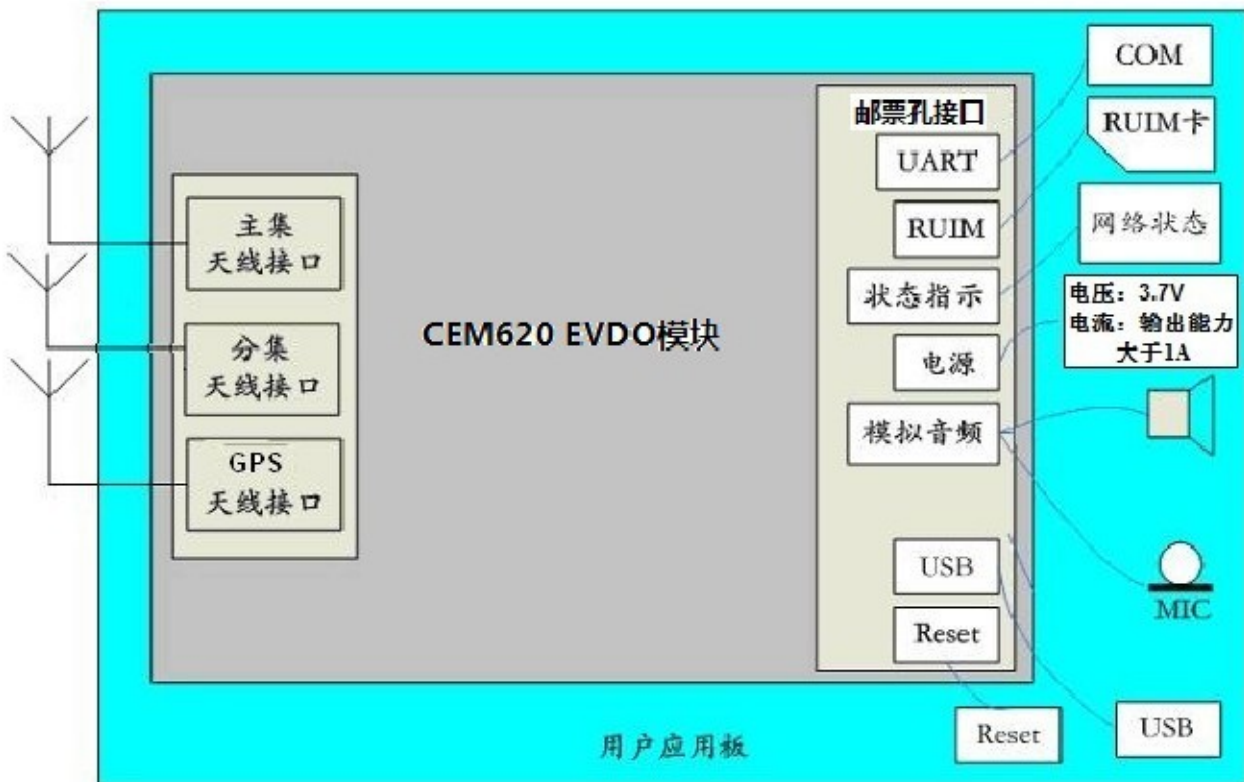 主集
天线接口
分集
天线接口
GPS
天线接口
CEM620 EVDO模块
邮票孔接口
UART
RUIM
状态指示
电源
模拟音频
USB
Reset
COM
RUIM卡
网络状态
电压：3.7V
电流：输出能力
大于1A
MIC
USB
Reset
用户应用板